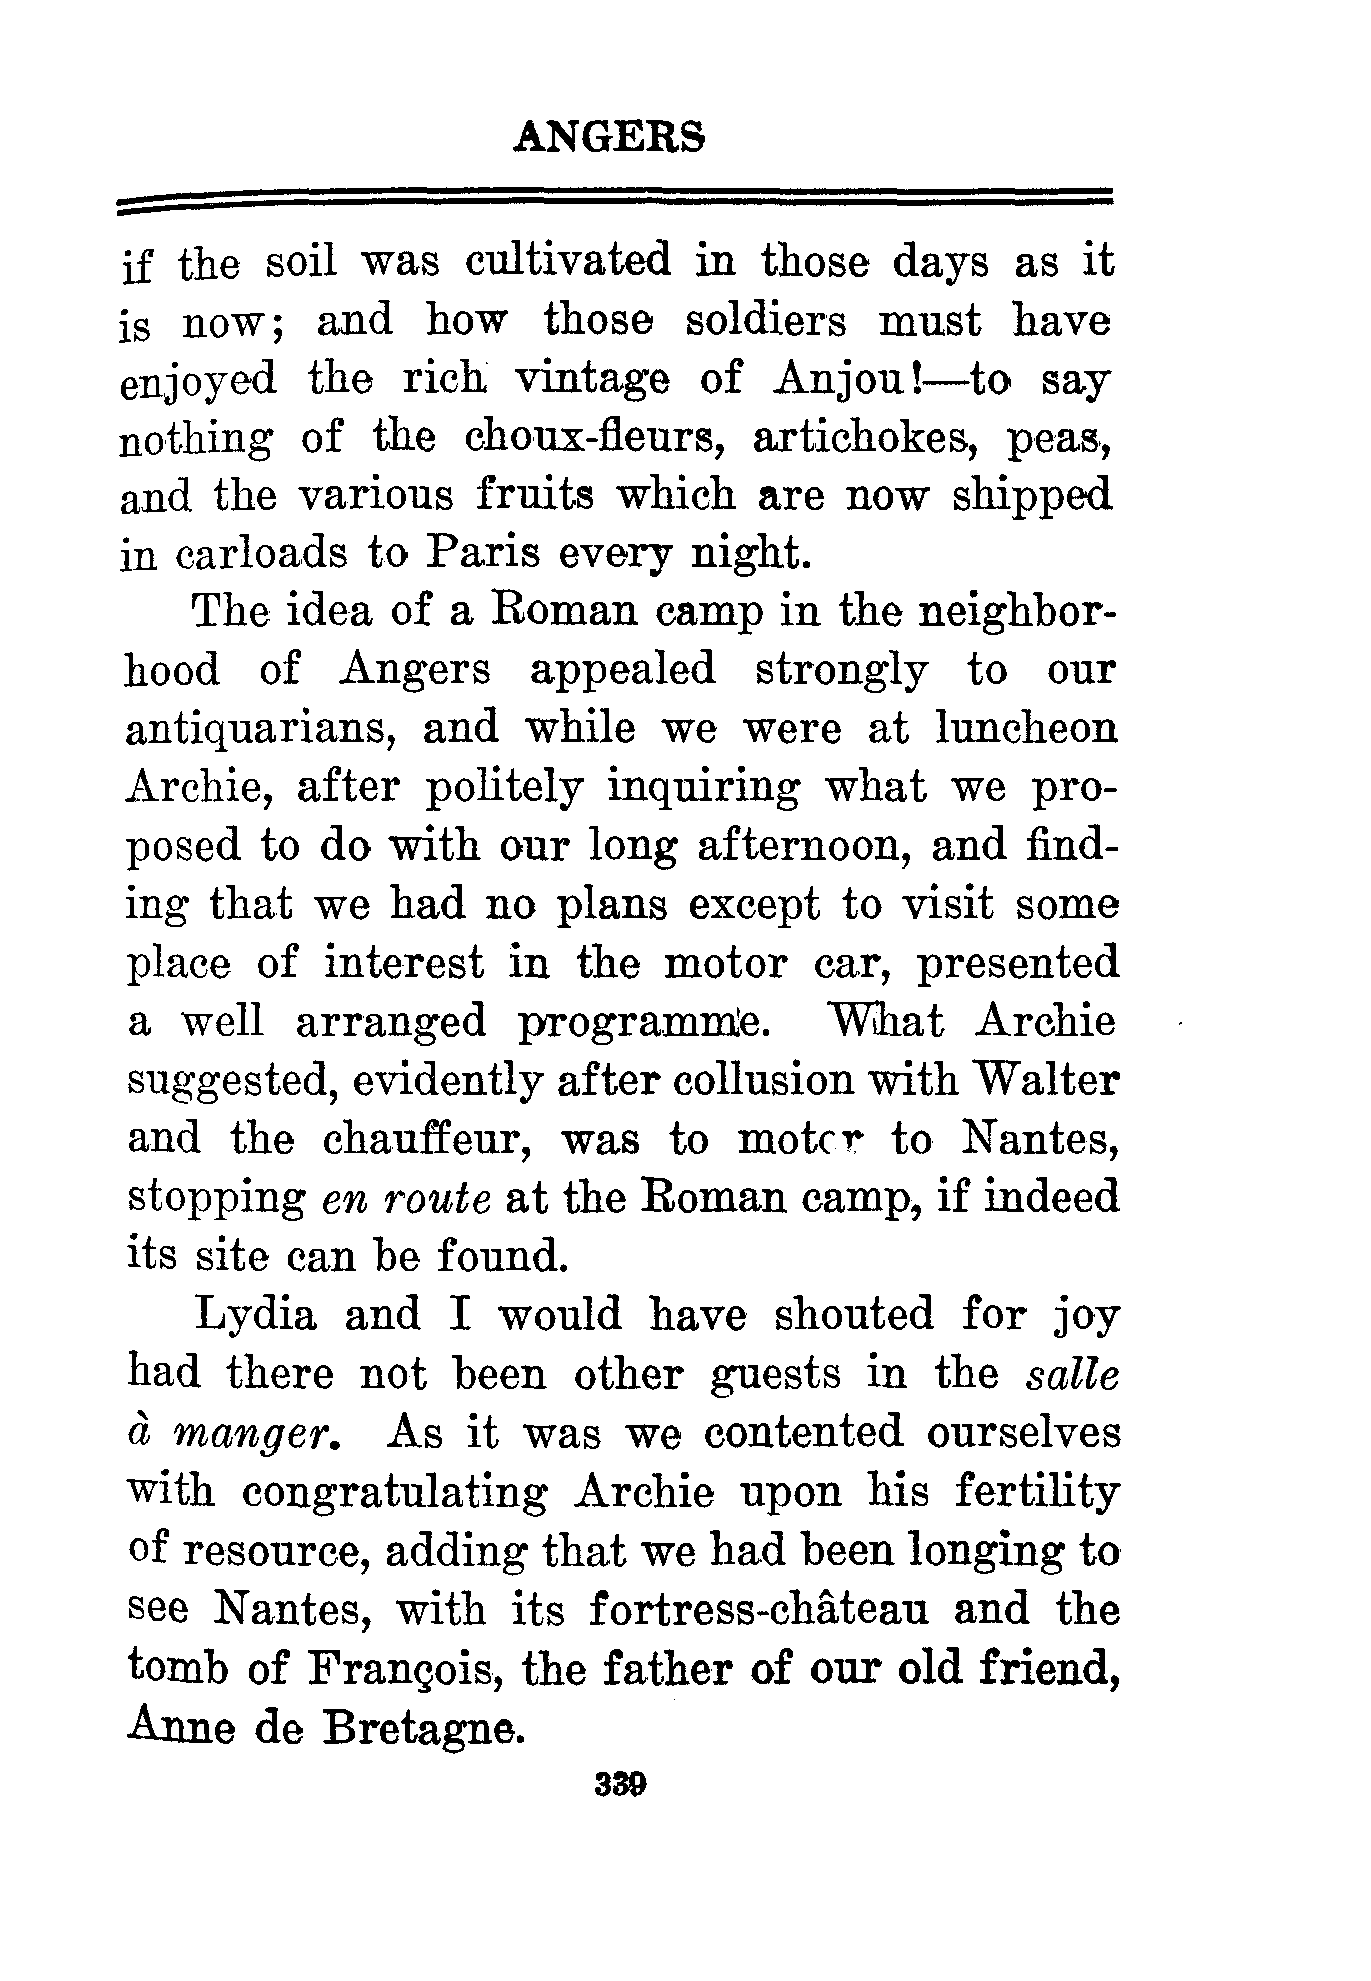 ANGERS
if the soil was cultivated in those days as it
is now; and how those soldiers must have
enjoyed the rich vintage of Anjou!—to say
nothing of the choux-fleurs, artichokes, peas,
and the various fruits which are now shipped
in carloads to Paris every night.
The idea of a Roman camp in the neighbor-
hood of Angers appealed strongly to our
antiquarians, and while we were at luncheon
Archie, after politely inquiring what we pro-
posed to do with our long afternoon, and find-
ing that we had no plans except to visit some
place of interest in the motor car, presented
a well arranged programme. What Archie
suggested, evidently after collusion with Walter
and the chauffeur, was to motor to Nantes,
stopping en route at the Roman camp, if indeed
its site can be found.
Lydia and I would have shouted for joy
had there not been other guests in the salle
à manger. As it was we contented ourselves
with congratulating Archie upon his fertility
of resource, adding that we had been longing to
see Nantes, with its fortress-château and the
tomb of François, the father of our old friend,
Anne de Bretagne.
339